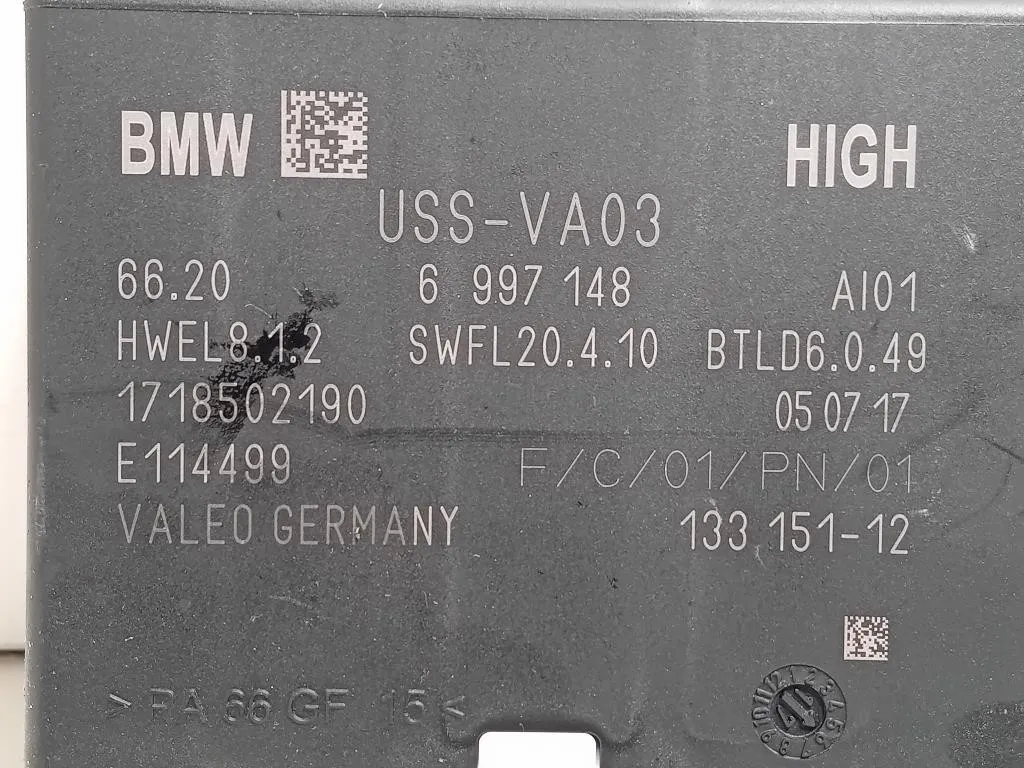 BMW HIGH
USS-VA03
66.20 6 997 148 AI01
HWEL8.1.2 SWFL20.4.10 BTLD6.0.49
1718502190 05 07 17
E114499 F/C/01/PN/01
VALEO GERMANY 133 151-12
>PA 66 GF 15<